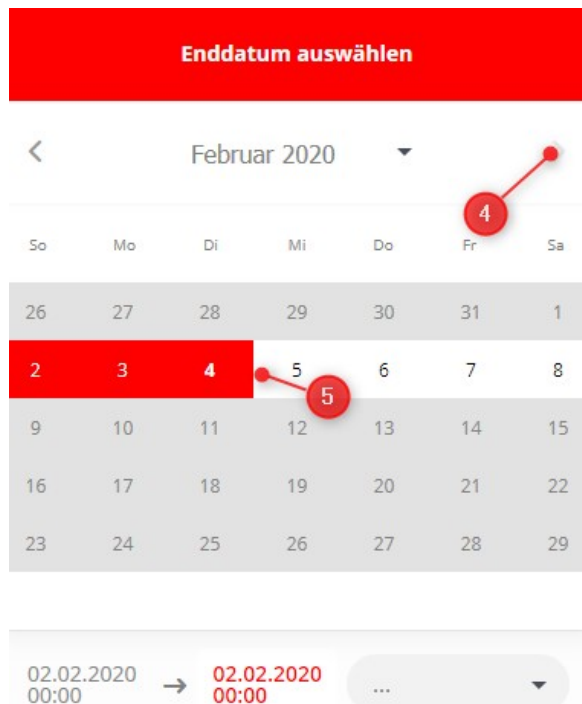 Enddatum auswählen
Februar 2020
4
So Mo Di Mi Do Fr Sa
26 27 28 29 30 31 1
2 3 4 5 6 7 8
5
9 10 11 12 13 14 15
16 17 18 19 20 21 22
23 24 25 26 27 28 29
02.02.2020 → 02.02.2020 ...
00:00 00:00